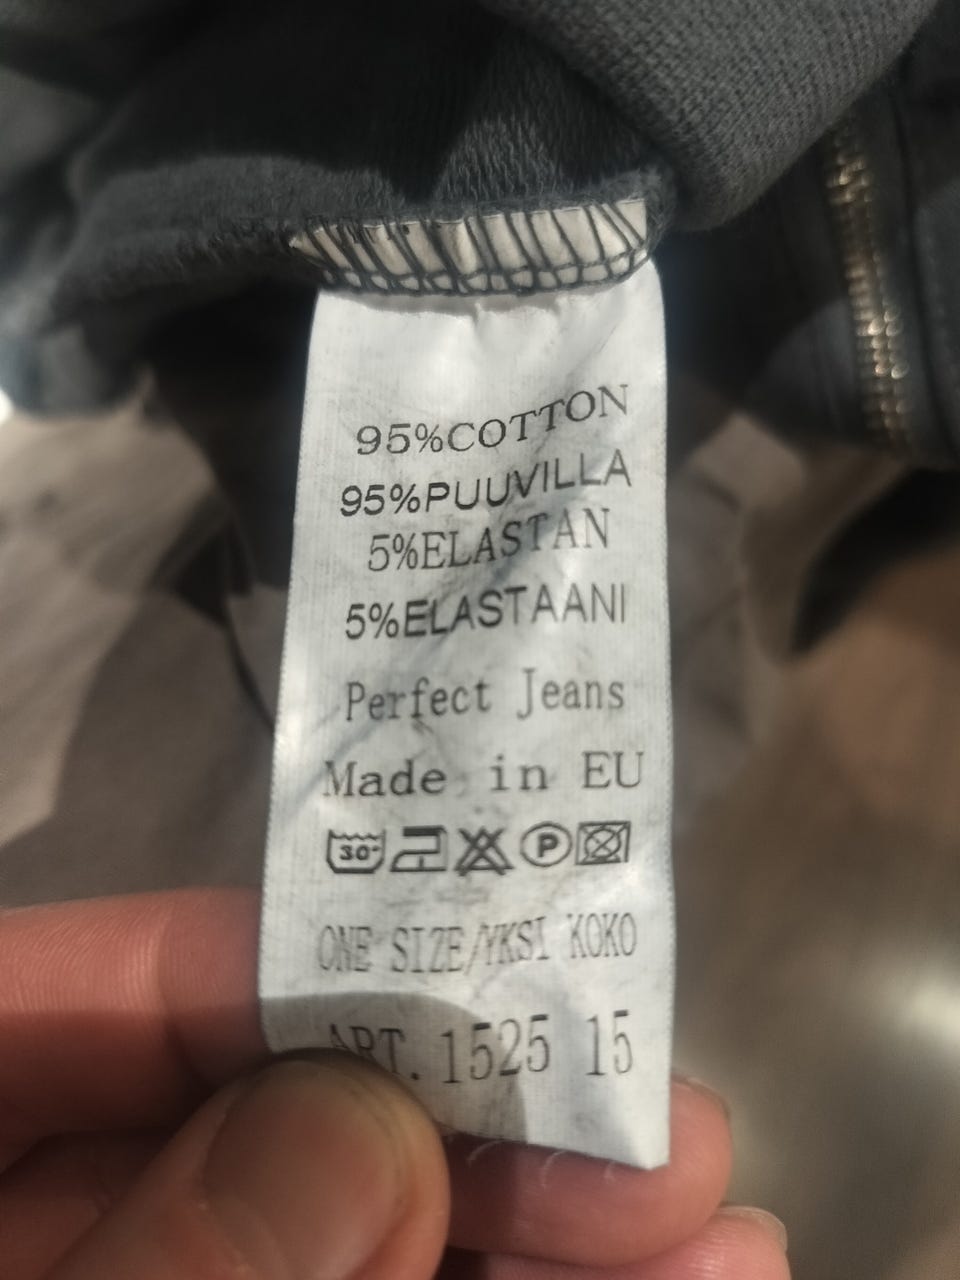 95%COTTON
95%PUUVILLA
5%ELASTAN
5%ELASTAANI
Perfect Jeans
Made in EU
30° P
ONE SIZE/YKSI KOKO
ART. 1525 15